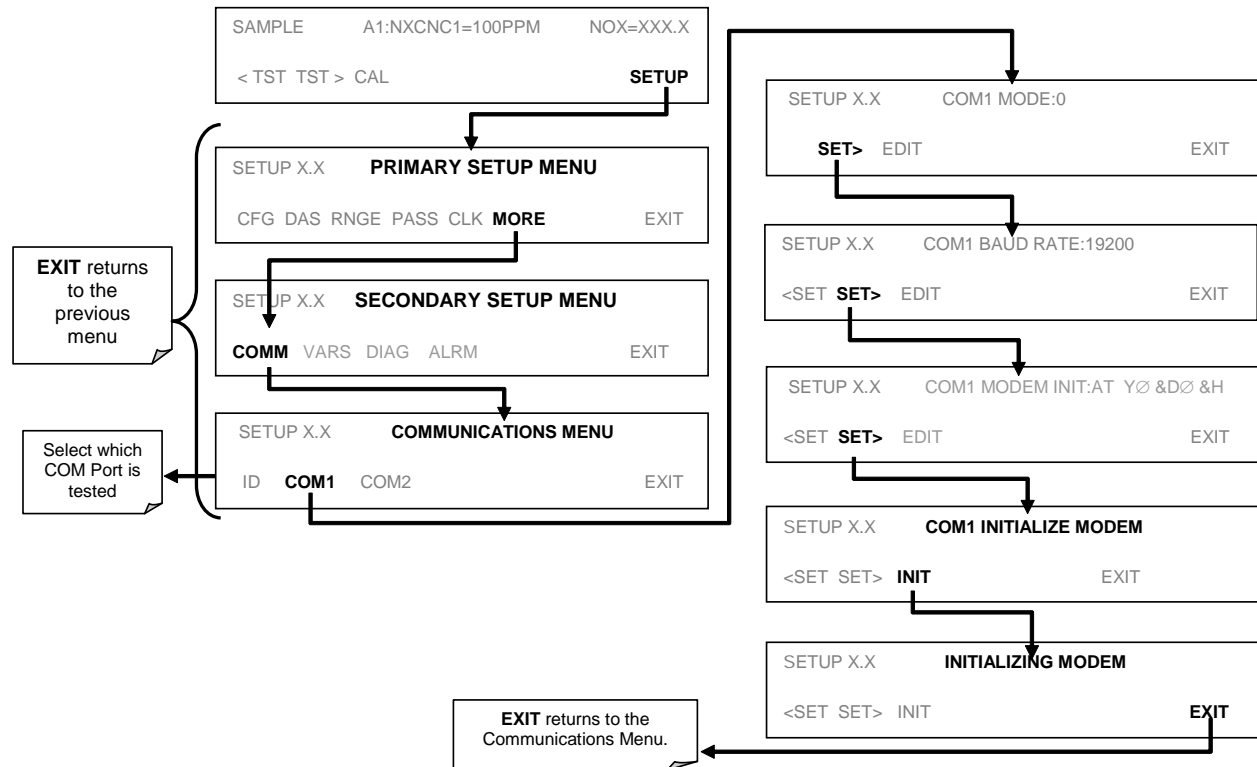 SAMPLE A1:NXCNC1=100PPM NOX=XXX.X
< TST TST > CAL SETUP
SETUP X.X PRIMARY SETUP MENU
CFG DAS RNGE PASS CLK MORE EXIT
EXIT returns
to the
previous
menu
SETUP X.X SECONDARY SETUP MENU
COMM VARS DIAG ALRM EXIT
Select which
COM Port is
tested
SETUP X.X COMMUNICATIONS MENU
ID COM1 COM2 EXIT
SETUP X.X COM1 MODE:0
SET> EDIT EXIT
SETUP X.X COM1 BAUD RATE:19200
<SET SET> EDIT EXIT
SETUP X.X COM1 MODEM INIT:AT Y∅ &D∅ &H
<SET SET> EDIT EXIT
SETUP X.X COM1 INITIALIZE MODEM
<SET SET> INIT EXIT
SETUP X.X INITIALIZING MODEM
<SET SET> INIT EXIT
EXIT returns to the
Communications Menu.